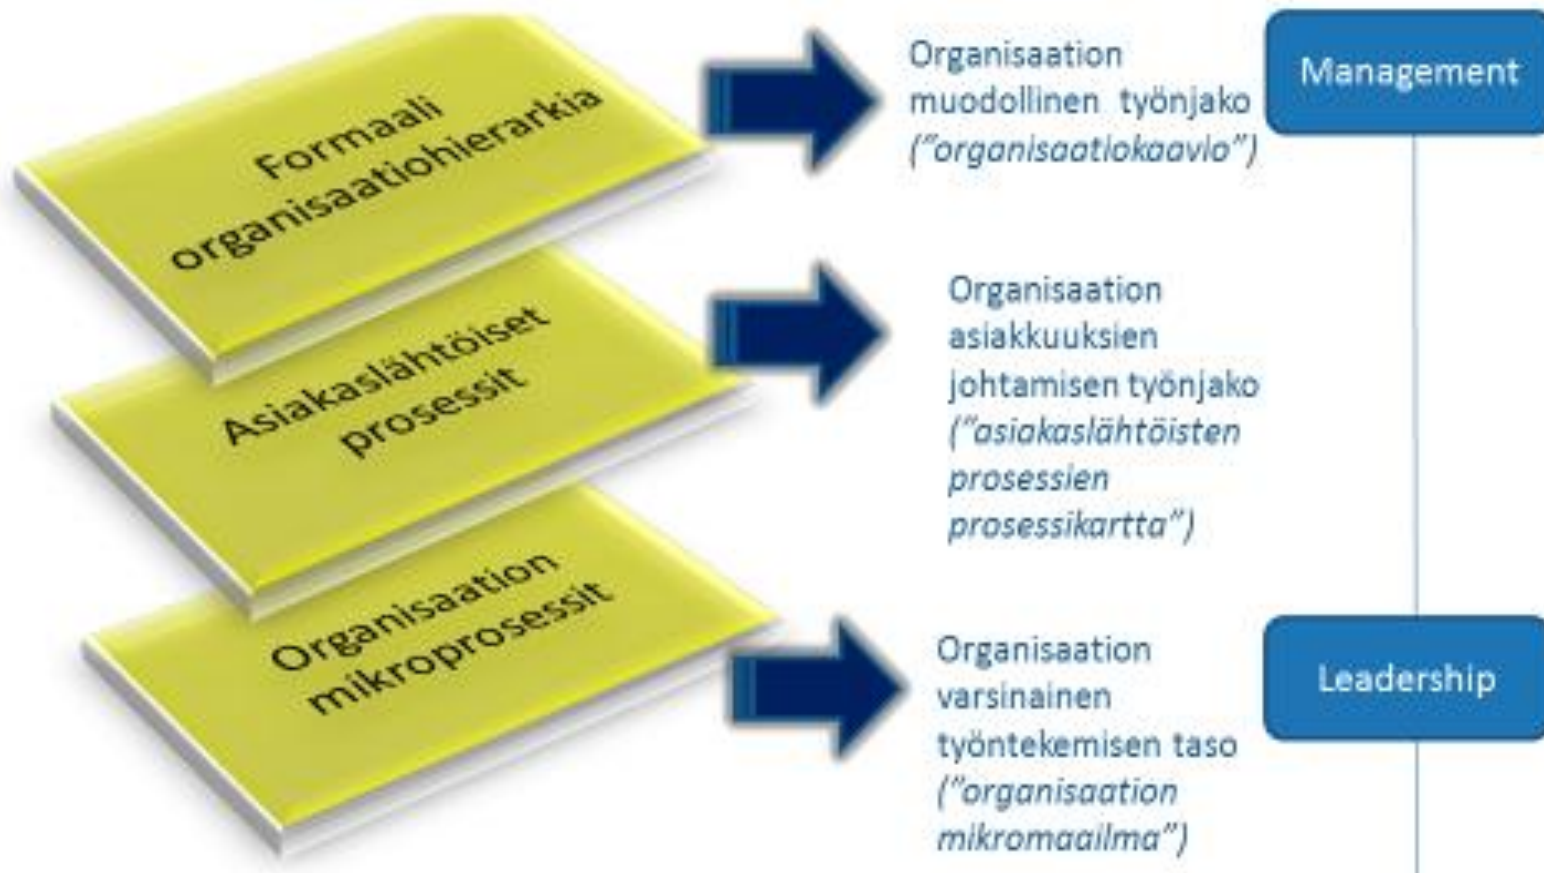 Formaali
organisaatiohierarkia
Organisaation
muodollinen työnjako
("organisaatiokaavio")
Management
Asiakaslähtöiset
prosessit
Organisaation
asiakkuuksien
johtamisen työnjako
("asiakaslähtöisten
prosessien
prosessikartta")
Organisaation
mikroprosessit
Organisaation
varsinainen
työntekemisen taso
("organisaation
mikromaailma")
Leadership